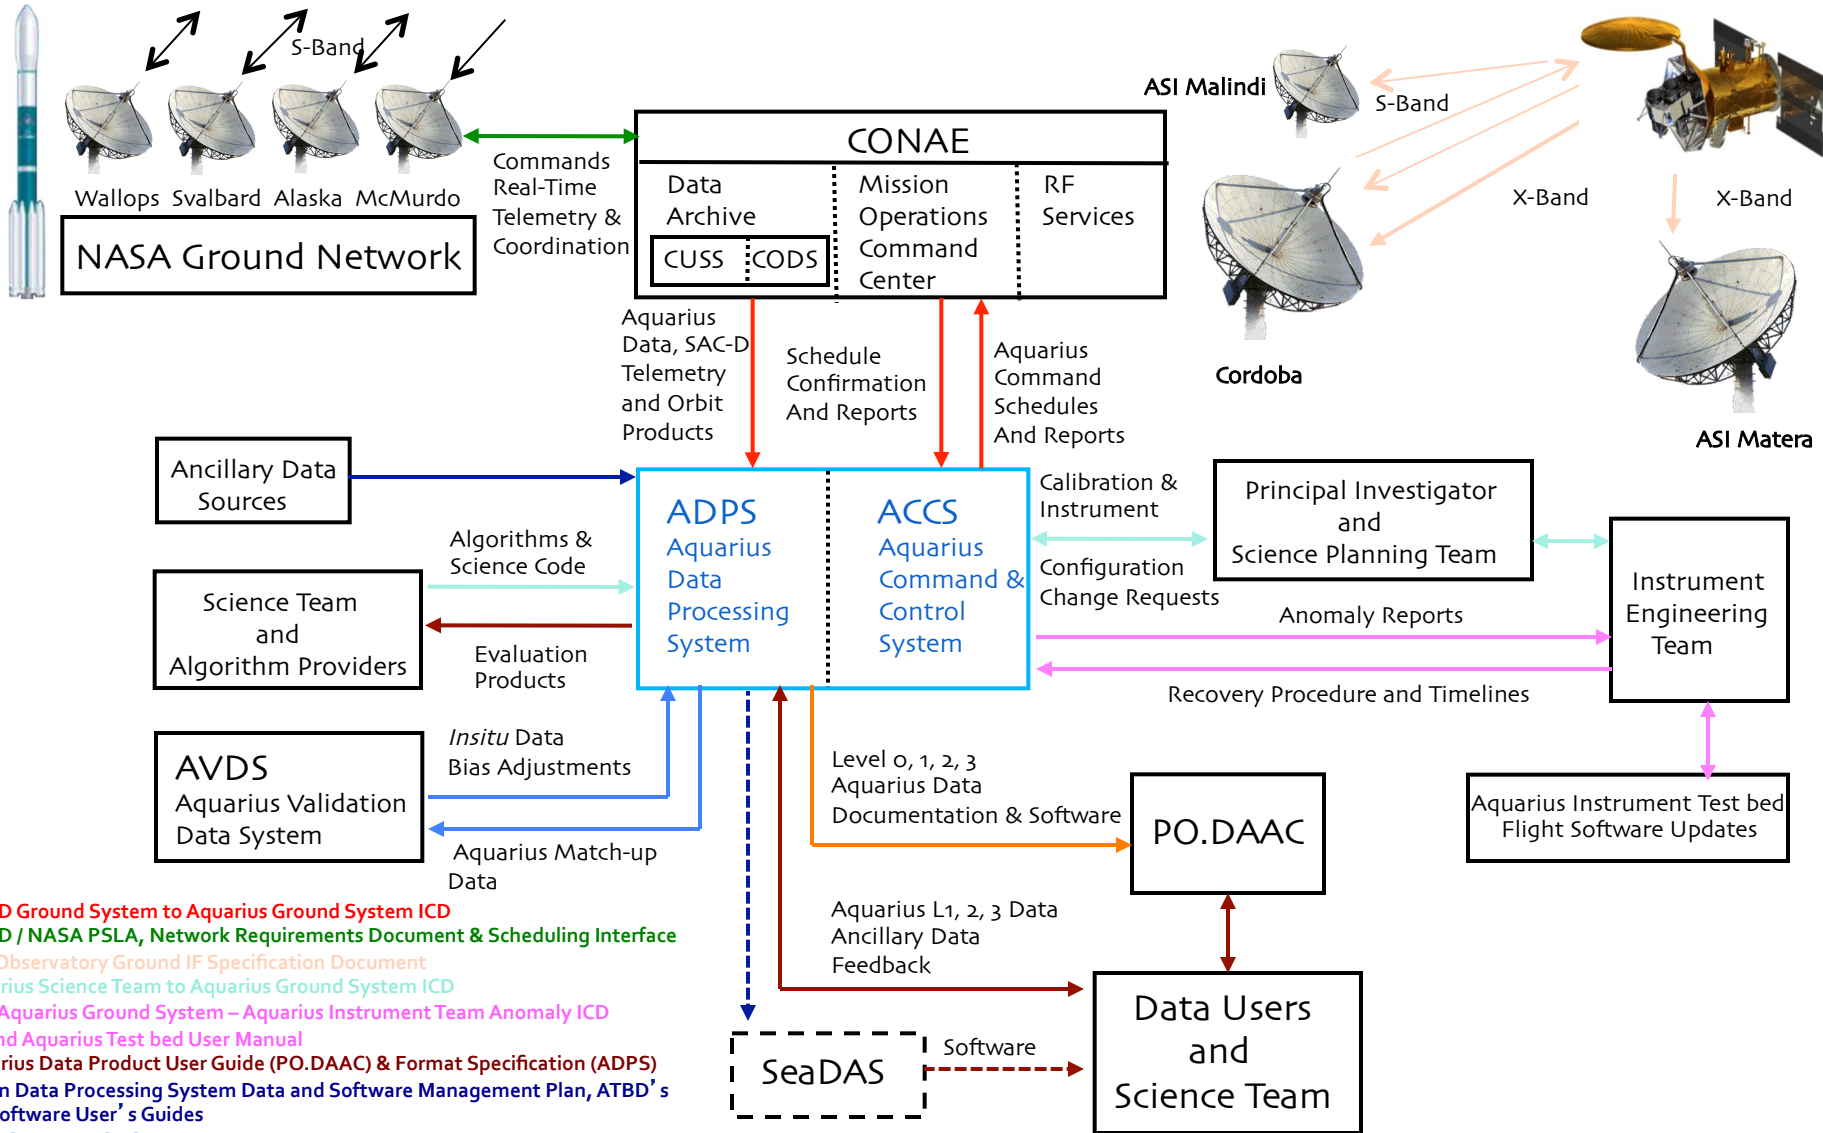 S-Band
Wallops Svalbard Alaska McMurdo
NASA Ground Network
Commands
Real-Time
Telemetry &
Coordination
CONAE
Data
Archive
CUSS CODS
Mission
Operations
Command
Center
RF
Services
ASI Malindi
S-Band
X-Band
X-Band
Cordoba
ASI Matera
Aquarius
Data, SAC-D
Telemetry
and Orbit
Products
Schedule
Confirmation
And Reports
Aquarius
Command
Schedules
And Reports
Ancillary Data
Sources
Algorithms &
Science Code
Science Team
and
Algorithm Providers
Evaluation
Products
ADPS
Aquarius
Data
Processing
System
ACCS
Aquarius
Command &
Control
System
Calibration &
Instrument
Configuration
Change Requests
Principal Investigator
and
Science Planning Team
Instrument
Engineering
Team
Anomaly Reports
Recovery Procedure and Timelines
AVDS
Aquarius Validation
Data System
Insitu Data
Bias Adjustments
Aquarius Match-up
Data
Level 0, 1, 2, 3
Aquarius Data
Documentation & Software
PO.DAAC
Aquarius Instrument Test bed
Flight Software Updates
Aquarius L1, 2, 3 Data
Ancillary Data
Feedback
SeaDAS
Software
Data Users
and
Science Team
D Ground System to Aquarius Ground System ICD
D / NASA PSLA, Network Requirements Document & Scheduling Interface
Observatory Ground IF Specification Document
rius Science Team to Aquarius Ground System ICD
Aquarius Ground System – Aquarius Instrument Team Anomaly ICD
nd Aquarius Test bed User Manual
rius Data Product User Guide (PO.DAAC) & Format Specification (ADPS)
n Data Processing System Data and Software Management Plan, ATBD's
oftware User's Guides